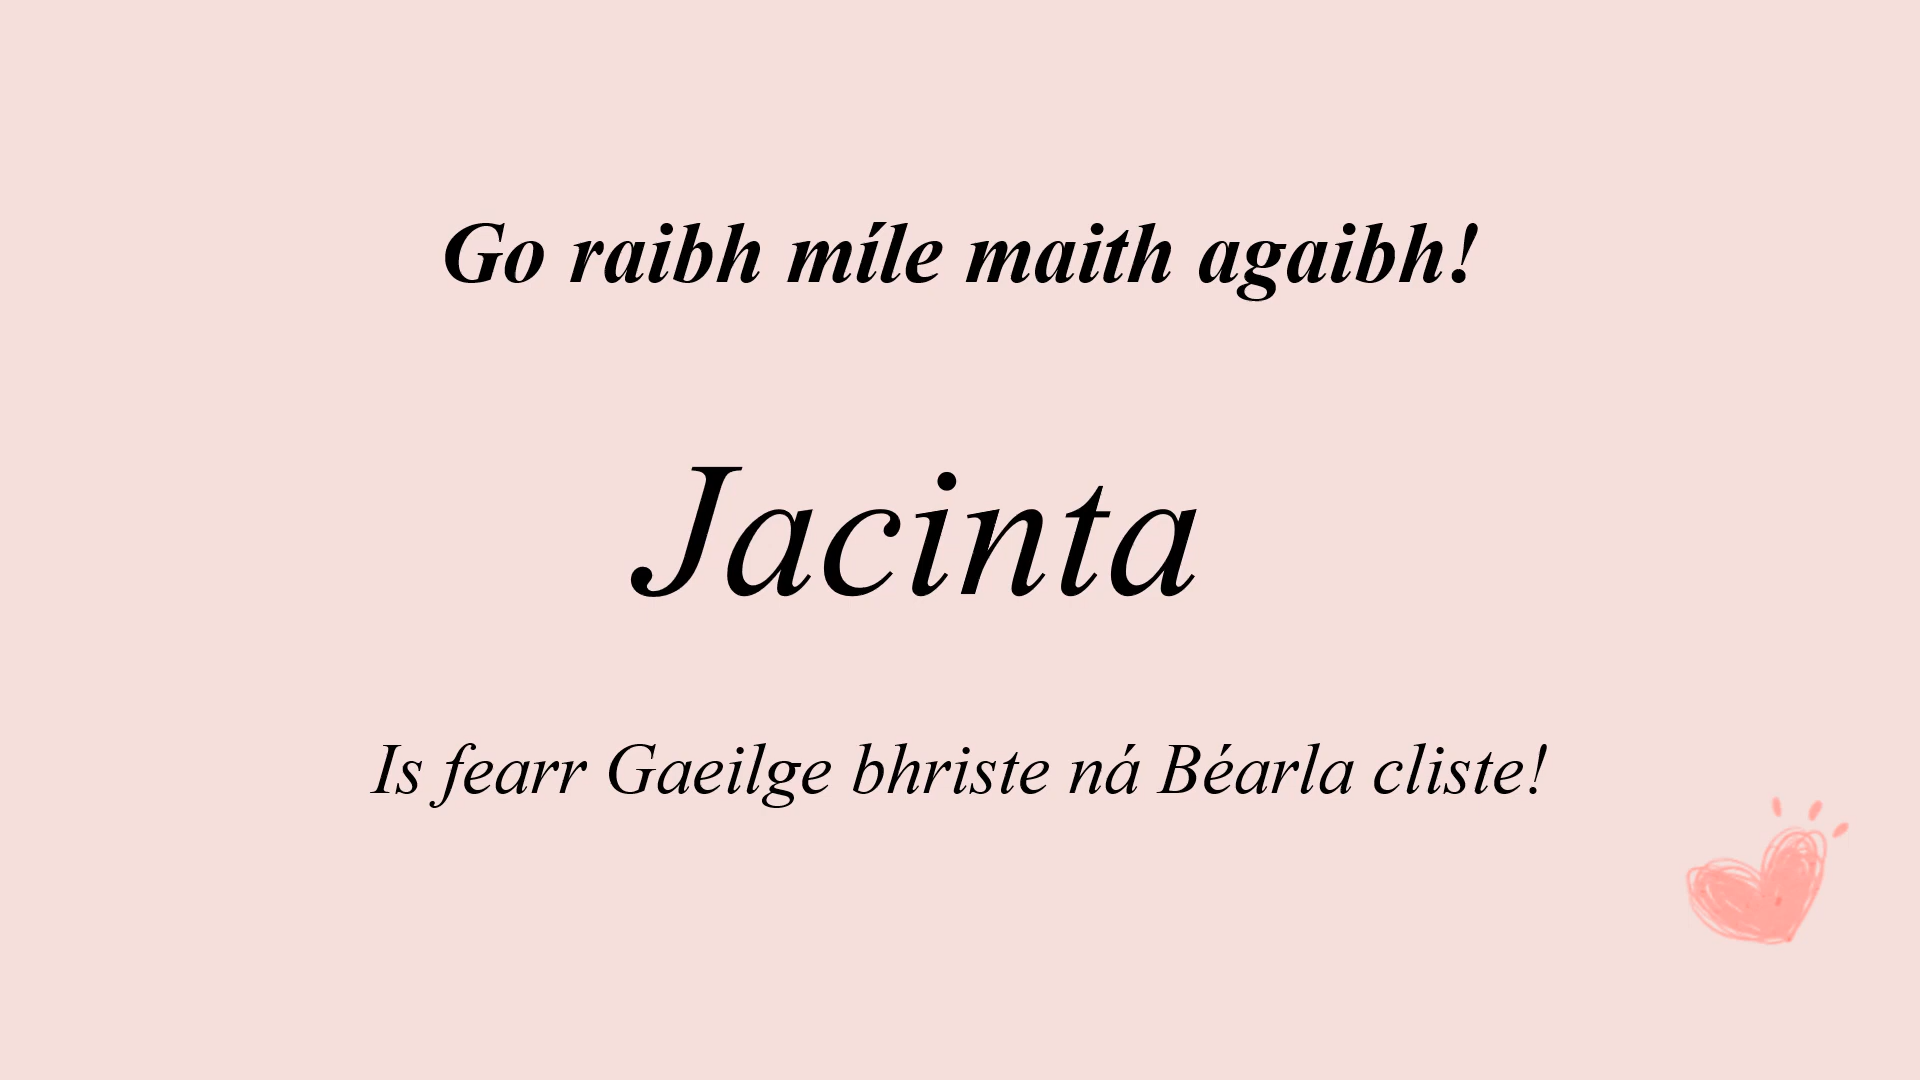 Go raibh míle maith agaibh!
Jacinta
Is fearr Gaeilge bhriste ná Béarla cliste!